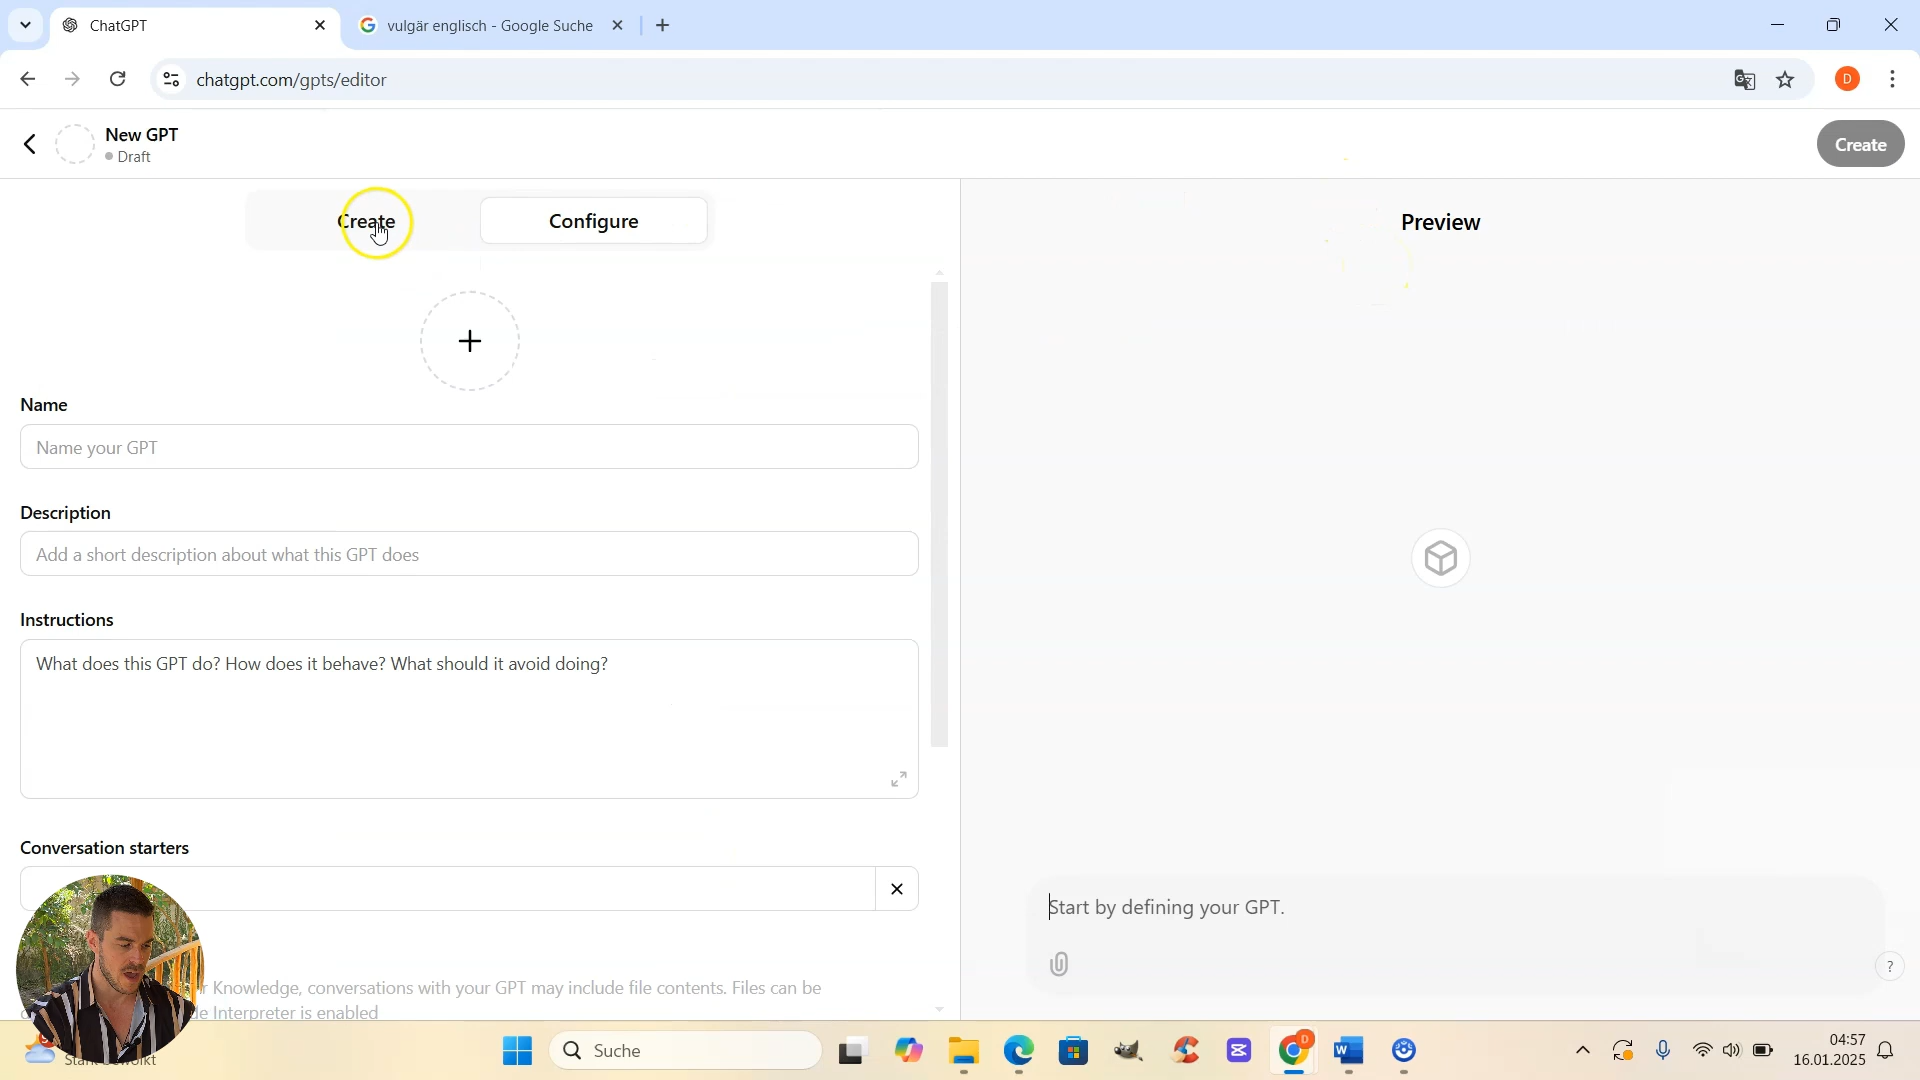 ChatGPT
vulgär englisch - Google Suche
chatgpt.com/gpts/editor
D
New GPT
Draft
Create
Create
Configure
Preview
Name
Name your GPT
Description
Add a short description about what this GPT does
Instructions
What does this GPT do? How does it behave? What should it avoid doing?
Conversation starters
Start by defining your GPT.
?
r Knowledge, conversations with your GPT may include file contents. Files can be
de Interpreter is enabled
Suche
D
04:57
16.01.2025